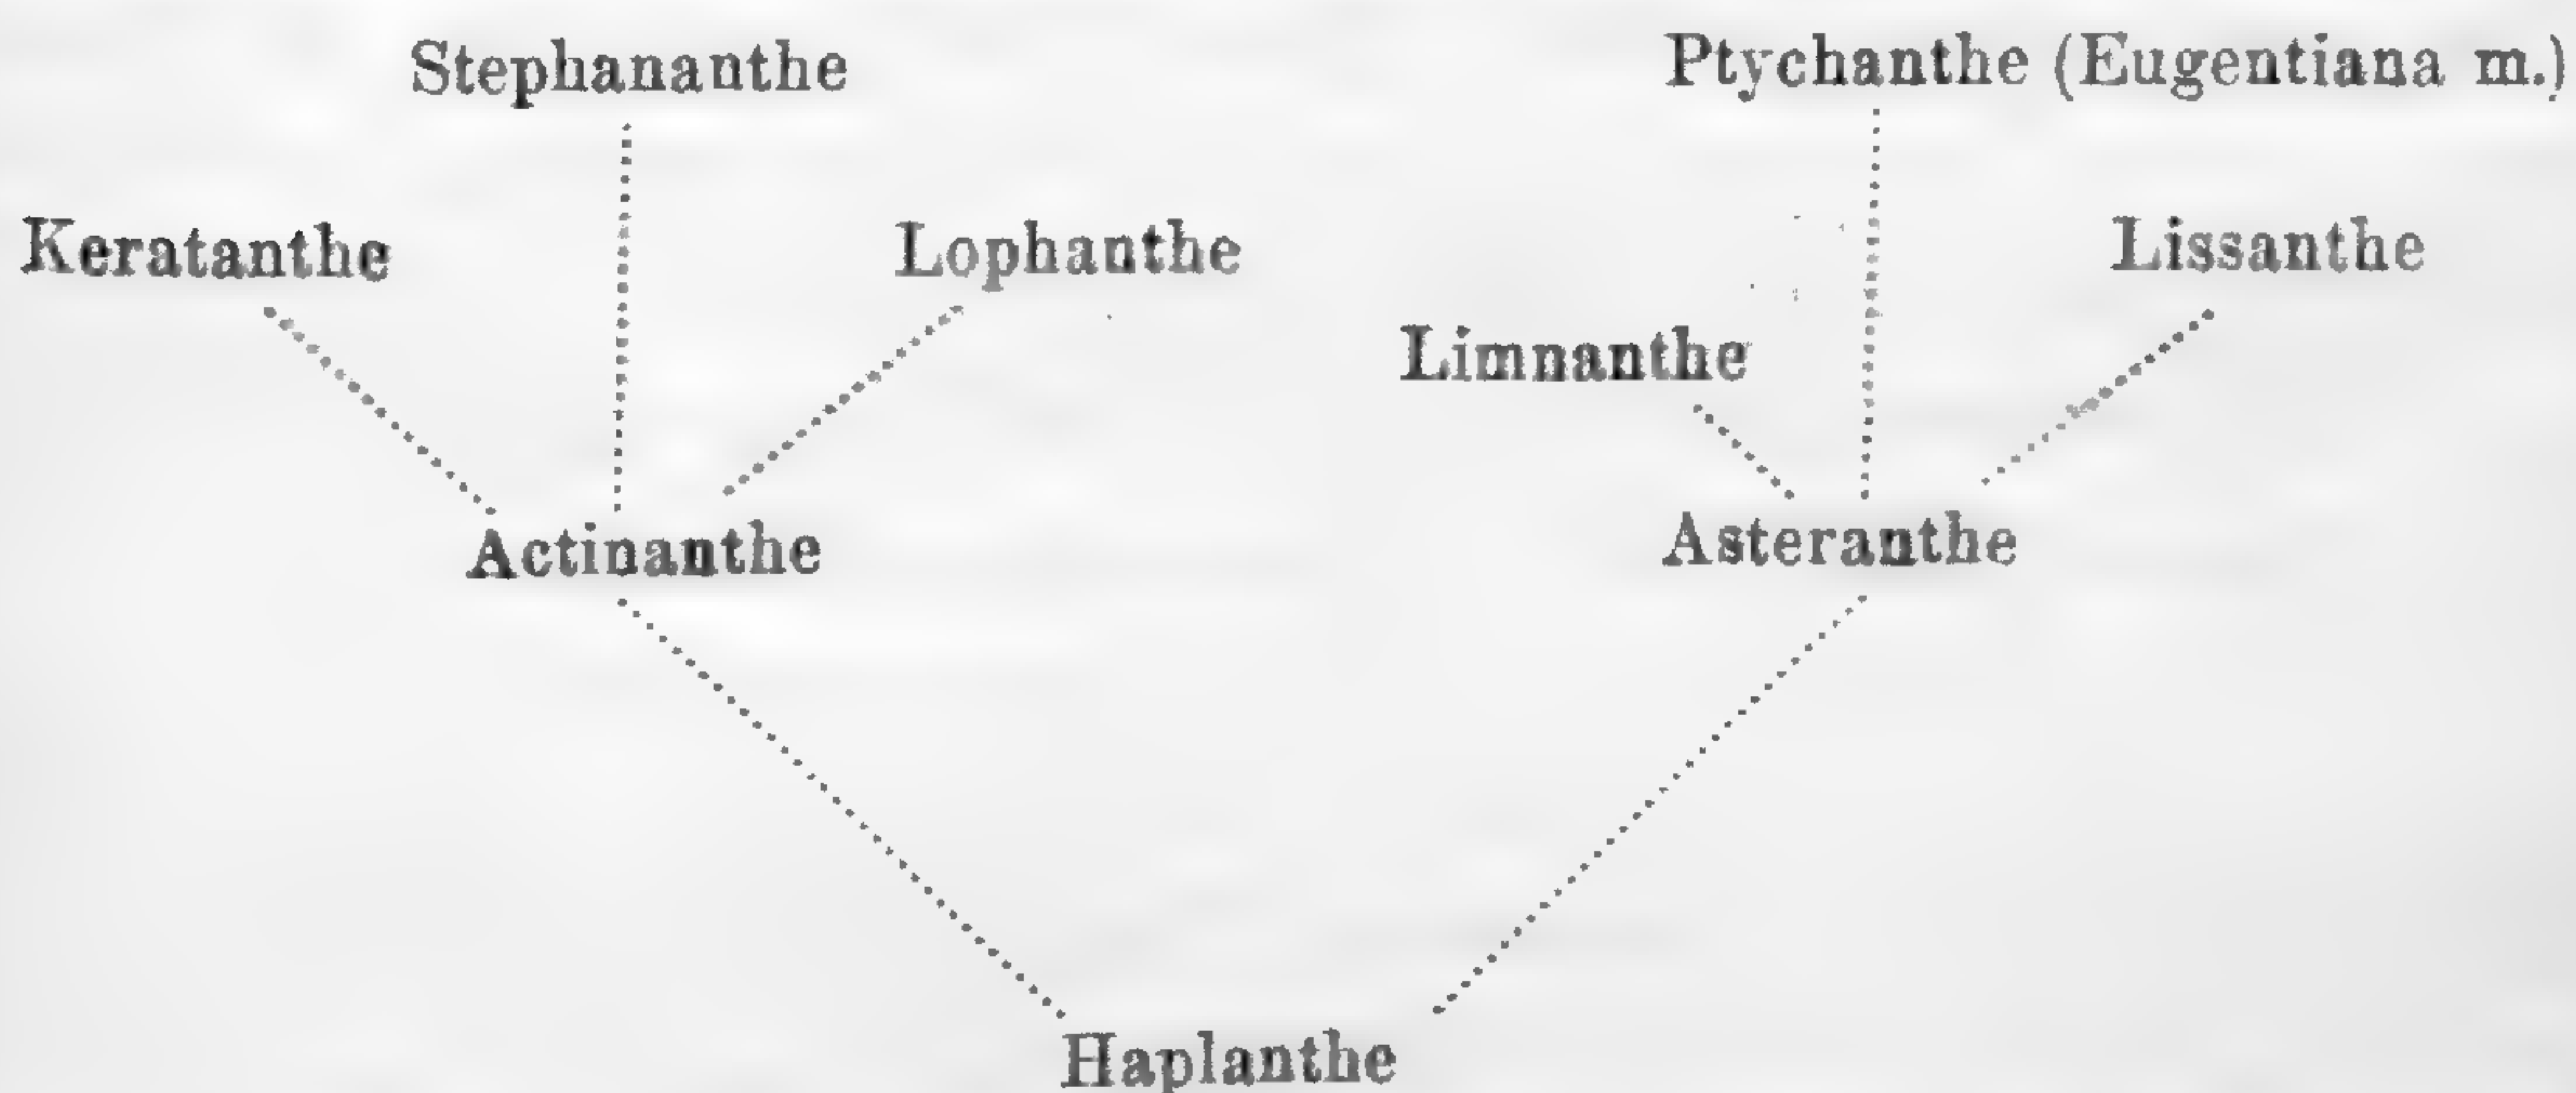 Stephananthe
Ptychanthe (Eugentiana m.)
Keratanthe
Lophanthe
Lissanthe
Limnanthe
Actinanthe
Asteranthe
Haplanthe